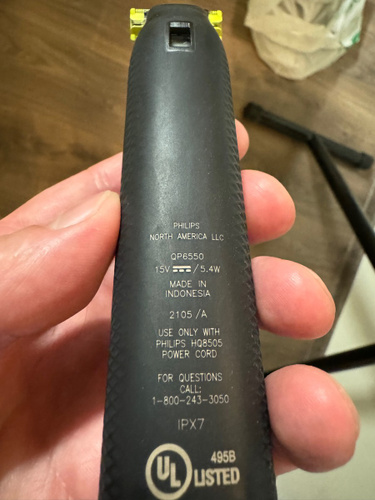 PHILIPS
NORTH AMERICA LLC
QP6550
15V ⎓ / 5.4W
MADE IN
INDONESIA
2105 /A
USE ONLY WITH
PHILIPS HQ8505
POWER CORD
FOR QUESTIONS
CALL:
1-800-243-3050
IPX7
495B
UL LISTED